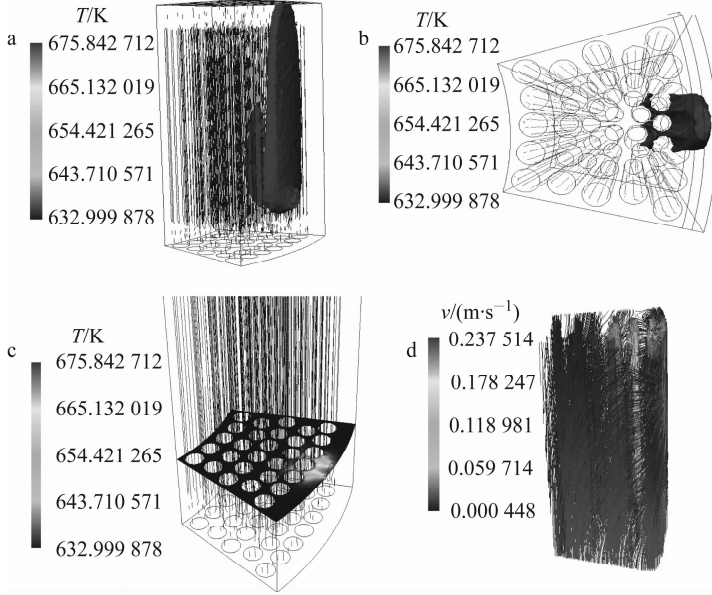 a
T/K
675.842 712
665.132 019
654.421 265
643.710 571
632.999 878
b
T/K
675.842 712
665.132 019
654.421 265
643.710 571
632.999 878
c
T/K
675.842 712
665.132 019
654.421 265
643.710 571
632.999 878
d
v/(m·s−1)
0.237 514
0.178 247
0.118 981
0.059 714
0.000 448